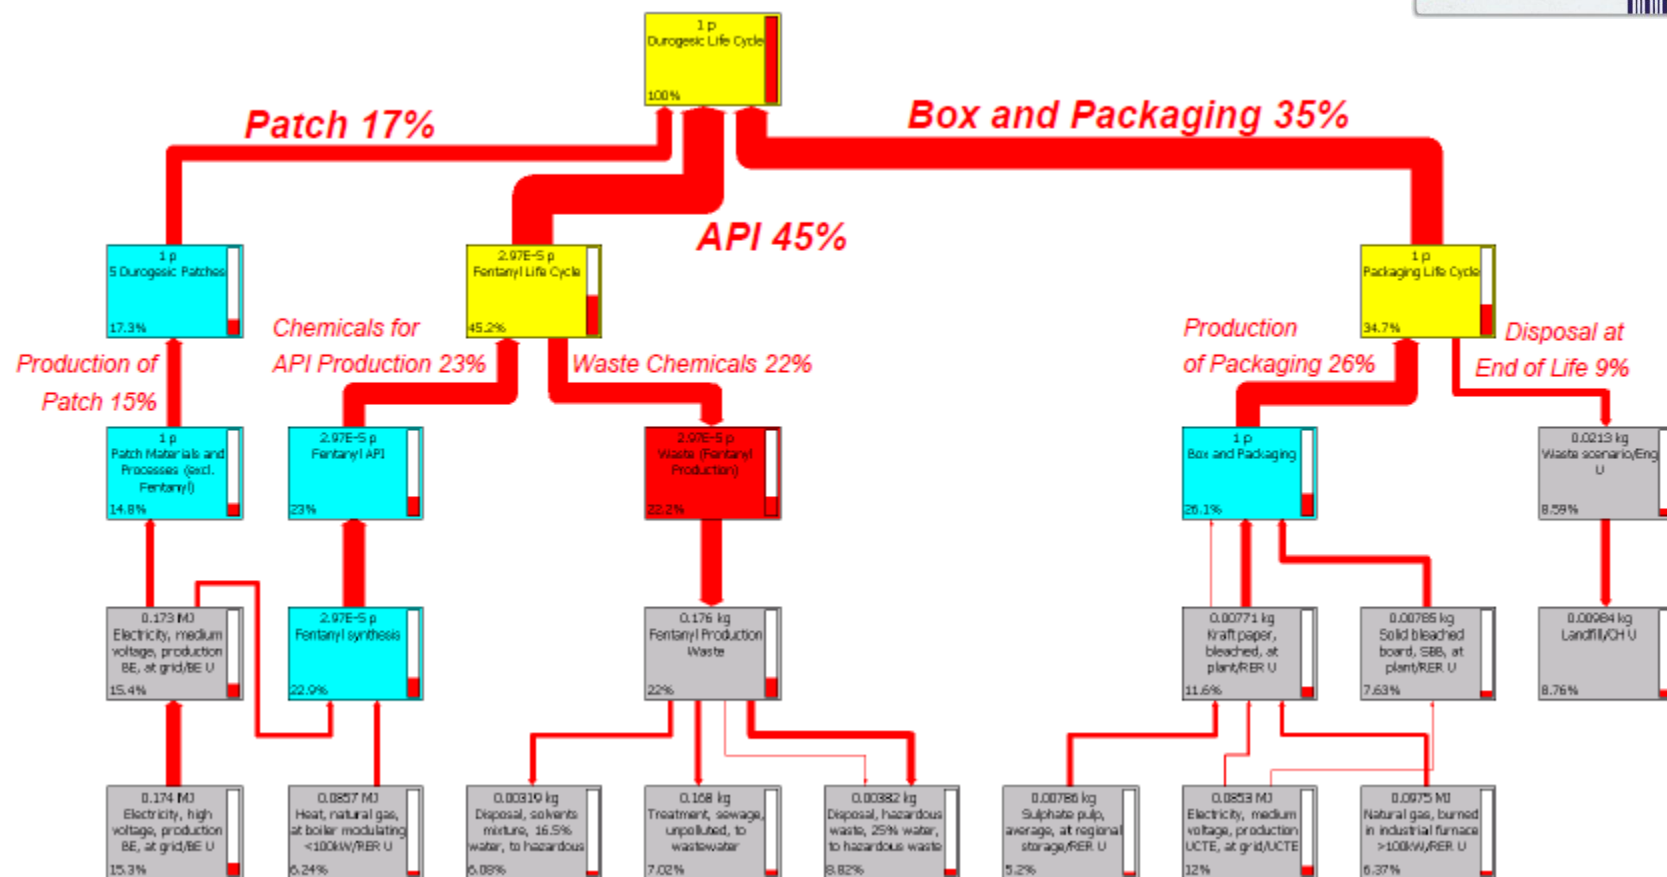 1 p
Durogesic Life Cycle
100%
Patch 17%
Box and Packaging 35%
API 45%
1 p
5 Durogesic Patches
17.3%
2.97E-5 p
Fentanyl Life Cycle
45.2%
1 p
Packaging Life Cycle
34.7%
Production of
Patch 15%
Chemicals for
API Production 23%
Waste Chemicals 22%
Production
of Packaging 26%
Disposal at
End of Life 9%
1 p
Patch Materials and
Processes (excl.
Fentanyl)
14.8%
2.97E-5 p
Fentanyl API
23%
2.97E-5 p
Waste (Fentanyl
Production)
22.2%
1 p
Box and Packaging
26.1%
0.0213 kg
Waste scenario/Eng
U
8.59%
0.173 MJ
Electricity, medium
voltage, production
BE, at grid/BE U
15.4%
2.97E-5 p
Fentanyl synthesis
22.9%
0.176 kg
Fentanyl Production
Waste
22%
0.00771 kg
Kraft paper,
bleached, at
plant/RER U
11.6%
0.00785 kg
Solid bleached
board, SBB, at
plant/RER U
7.63%
0.00984 kg
Landfill/CH U
8.76%
0.174 MJ
Electricity, high
voltage, production
BE, at grid/BE U
15.3%
0.0857 MJ
Heat, natural gas,
at boiler modulating
<100kW/RER U
6.24%
0.00319 kg
Disposal, solvents
mixture, 16.5%
water, to hazardous
6.08%
0.168 kg
Treatment, sewage,
unpolluted, to
wastewater
7.02%
0.00382 kg
Disposal, hazardous
waste, 25% water,
to hazardous waste
8.82%
0.00786 kg
Sulphate pulp,
average, at regional
storage/RER U
5.2%
0.0853 MJ
Electricity, medium
voltage, production
UCTE, at grid/UCTE
12%
0.0975 MJ
Natural gas, burned
in industrial furnace
>100kW/RER U
6.37%